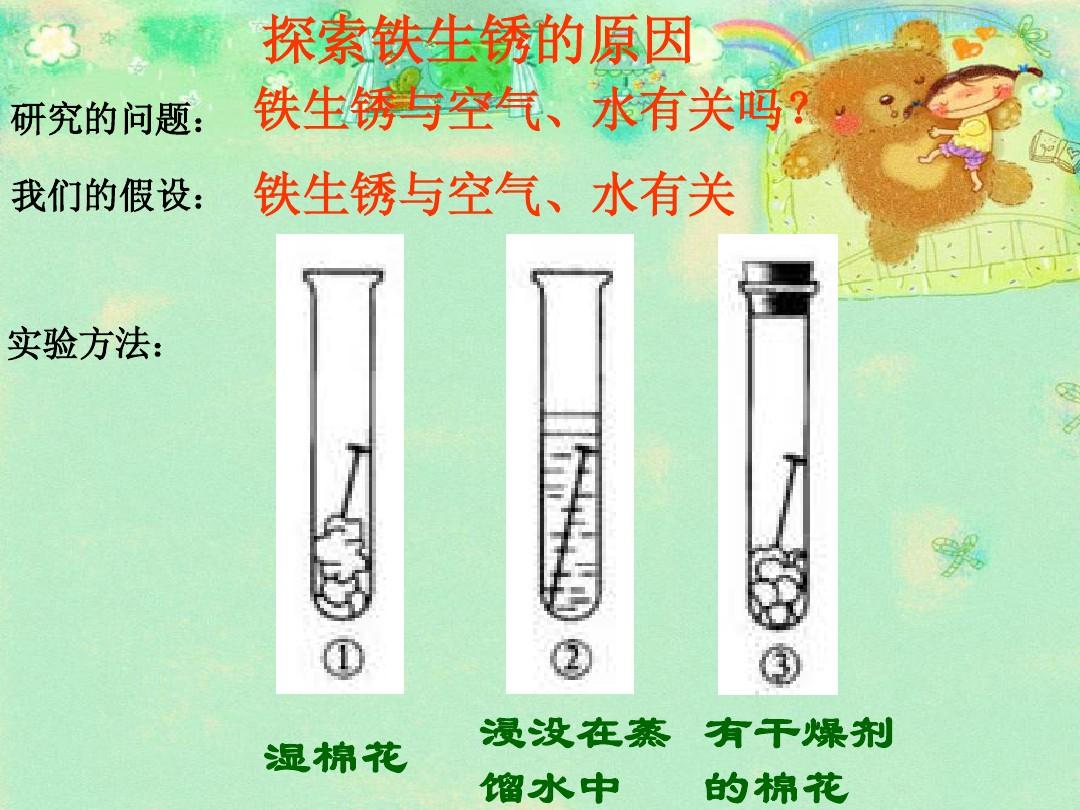 探索铁生锈的原因
研究的问题： 铁生锈与空气、水有关吗？
我们的假设： 铁生锈与空气、水有关
实验方法：
① ② ③
湿棉花
浸没在蒸
馏水中
有干燥剂
的棉花